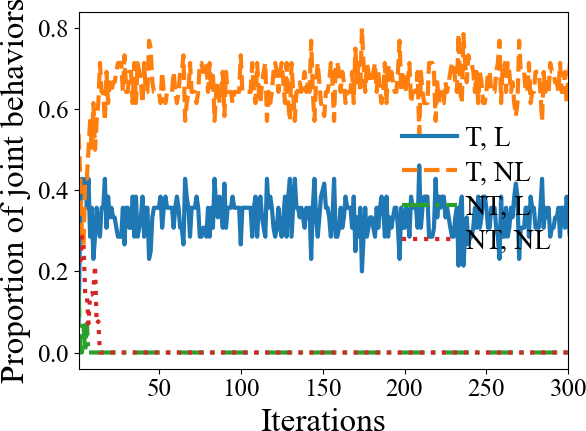 Proportion of joint behaviors
0.8
0.6
0.4
0.2
0.0
T, L
T, NL
NT, L
NT, NL
50 100 150 200 250 300
Iterations